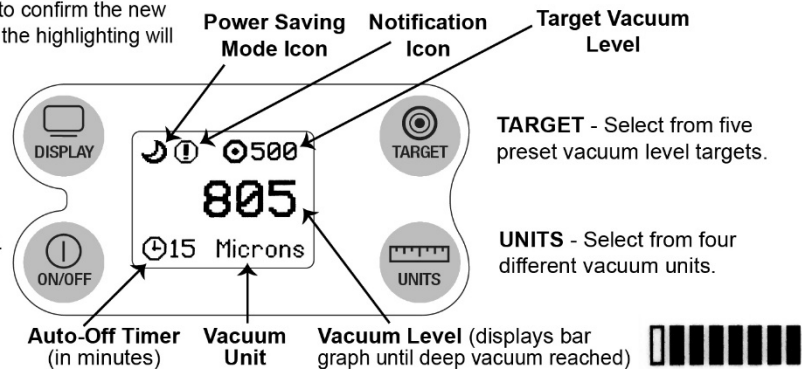 to confirm the new
the highlighting will
Power Saving
Mode Icon
Notification
Icon
Target Vacuum
Level
DISPLAY
500
TARGET
805
ON/OFF
15 Microns
UNITS
TARGET - Select from five
preset vacuum level targets.
UNITS - Select from four
different vacuum units.
Auto-Off Timer
(in minutes)
Vacuum
Unit
Vacuum Level (displays bar
graph until deep vacuum reached)